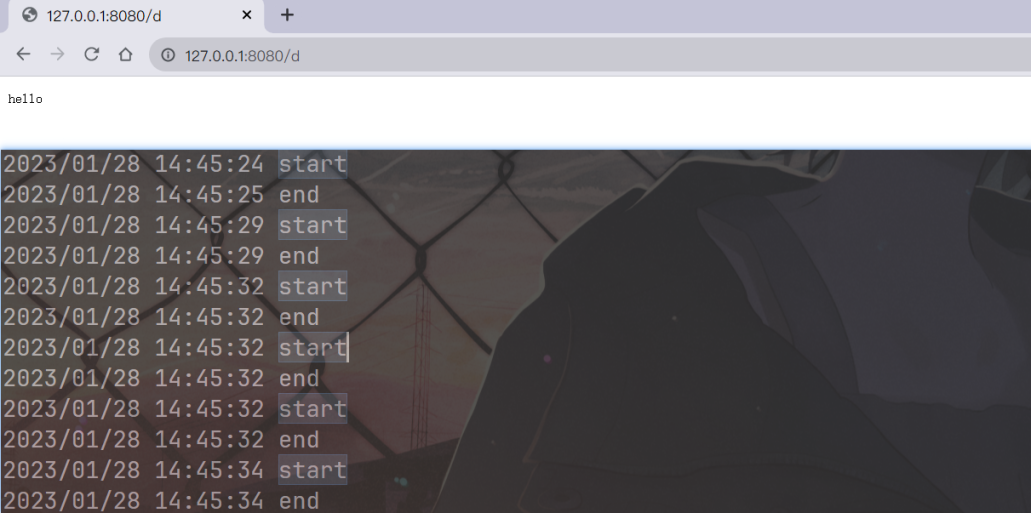 127.0.0.1:8080/d
127.0.0.1:8080/d
hello
2023/01/28 14:45:24 start
2023/01/28 14:45:25 end
2023/01/28 14:45:29 start
2023/01/28 14:45:29 end
2023/01/28 14:45:32 start
2023/01/28 14:45:32 end
2023/01/28 14:45:32 start
2023/01/28 14:45:32 end
2023/01/28 14:45:32 start
2023/01/28 14:45:32 end
2023/01/28 14:45:34 start
2023/01/28 14:45:34 end